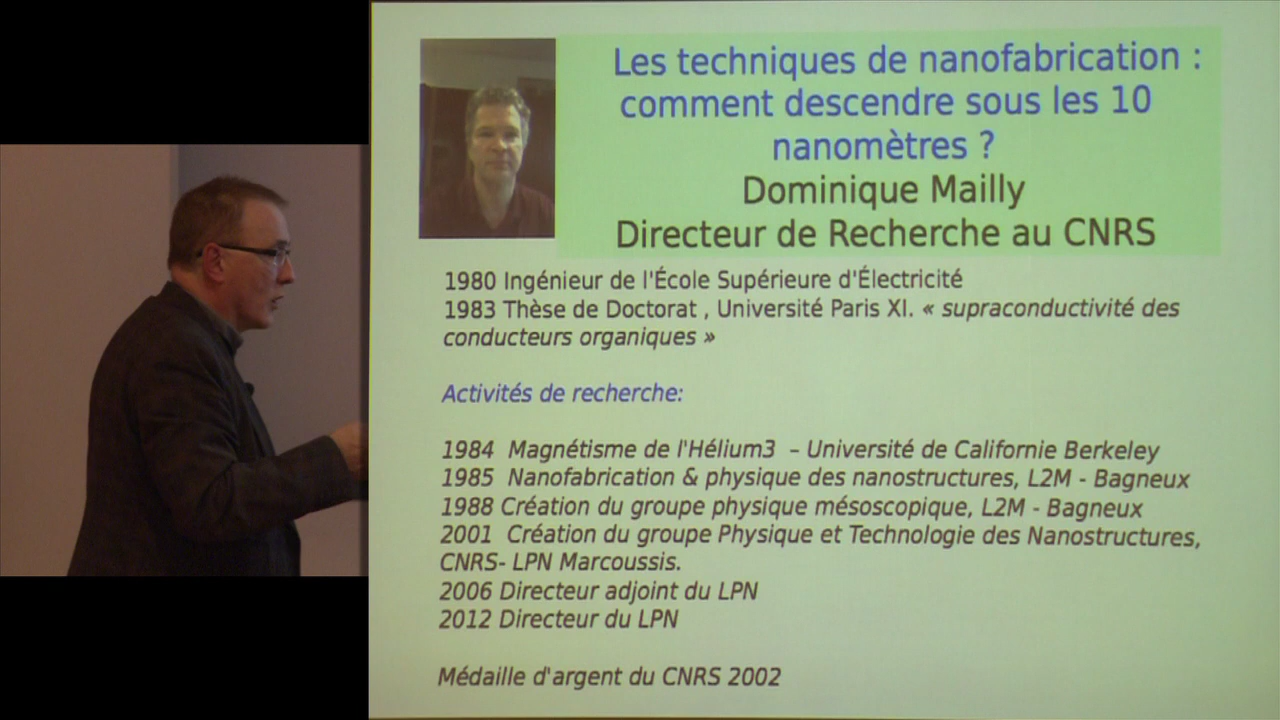 Les techniques de nanofabrication :
comment descendre sous les 10
nanomètres ?
Dominique Mailly
Directeur de Recherche au CNRS
1980 Ingénieur de l'École Supérieure d'Électricité
1983 Thèse de Doctorat , Université Paris XI. « supraconductivité des
conducteurs organiques »
Activités de recherche:
1984 Magnétisme de l'Hélium3 – Université de Californie Berkeley
1985 Nanofabrication & physique des nanostructures, L2M - Bagneux
1988 Création du groupe physique mésoscopique, L2M - Bagneux
2001 Création du groupe Physique et Technologie des Nanostructures,
CNRS- LPN Marcoussis.
2006 Directeur adjoint du LPN
2012 Directeur du LPN
Médaille d'argent du CNRS 2002